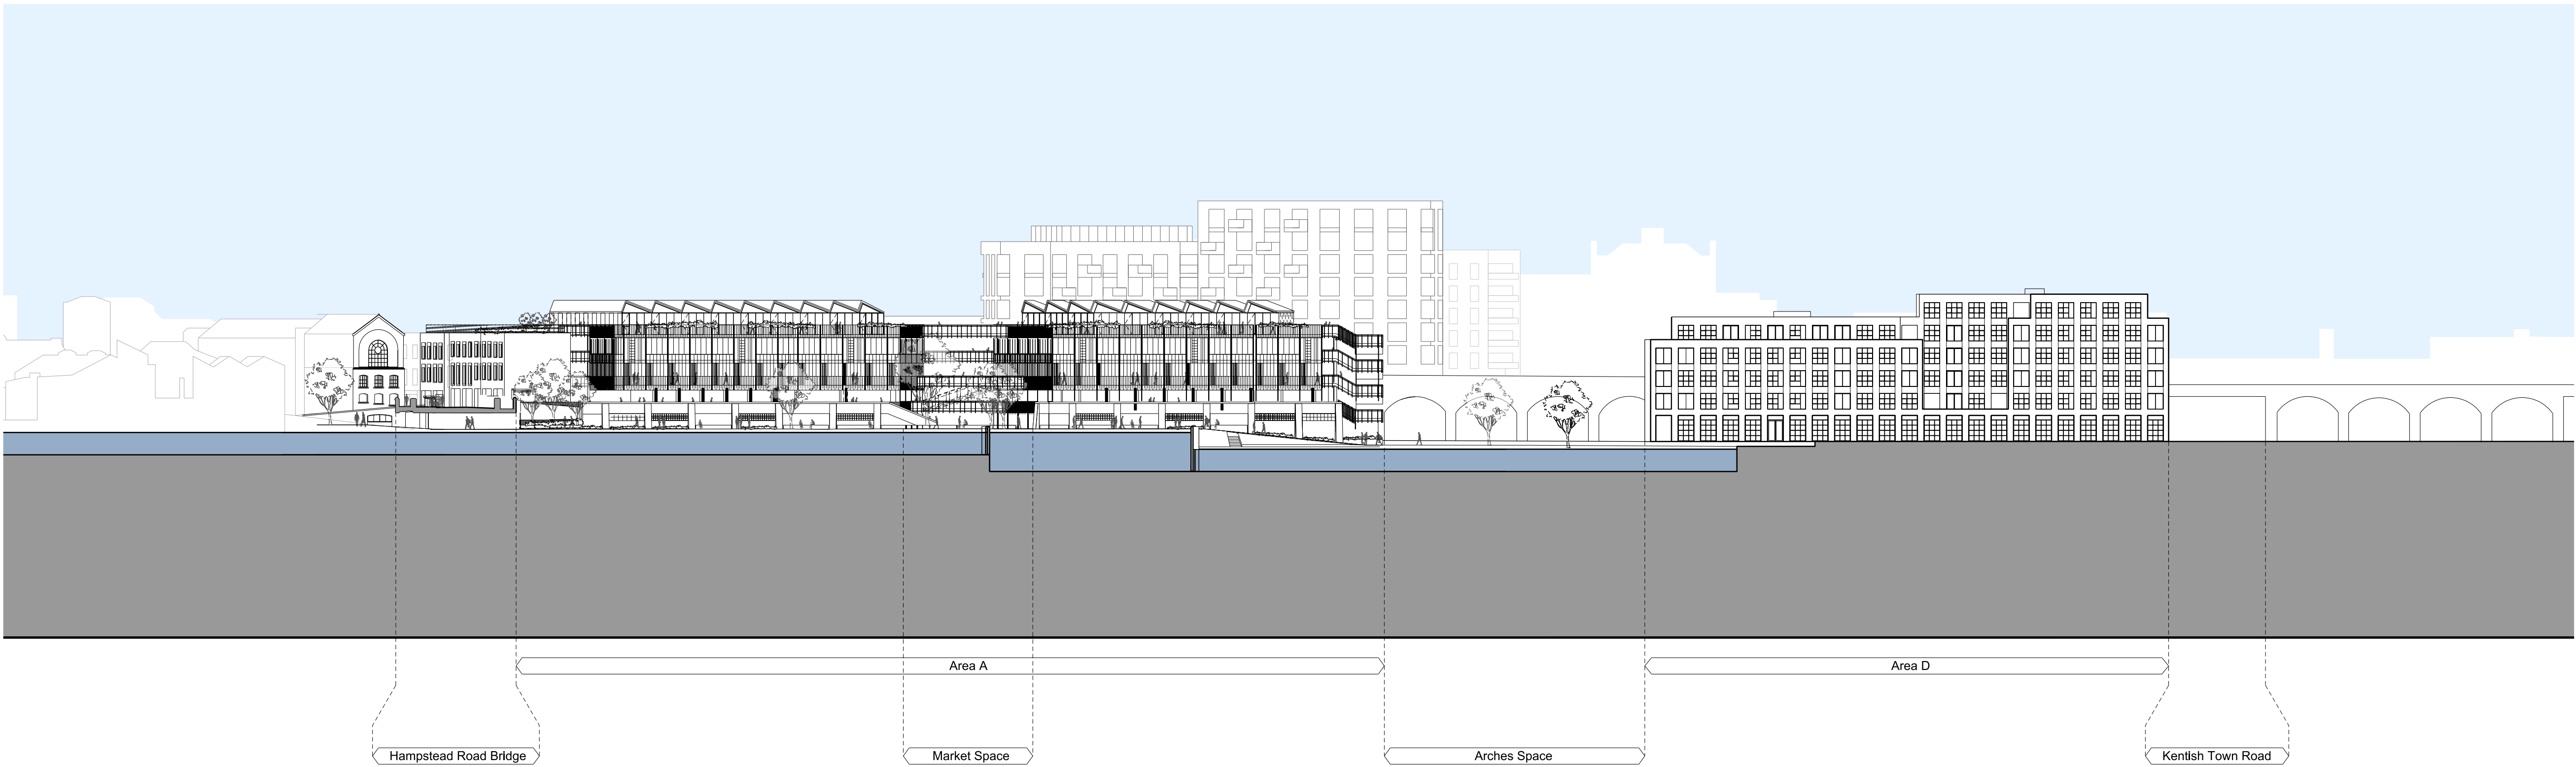 Area A
Area D
Hampstead Road Bridge
Market Space
Arches Space
Kentish Town Road